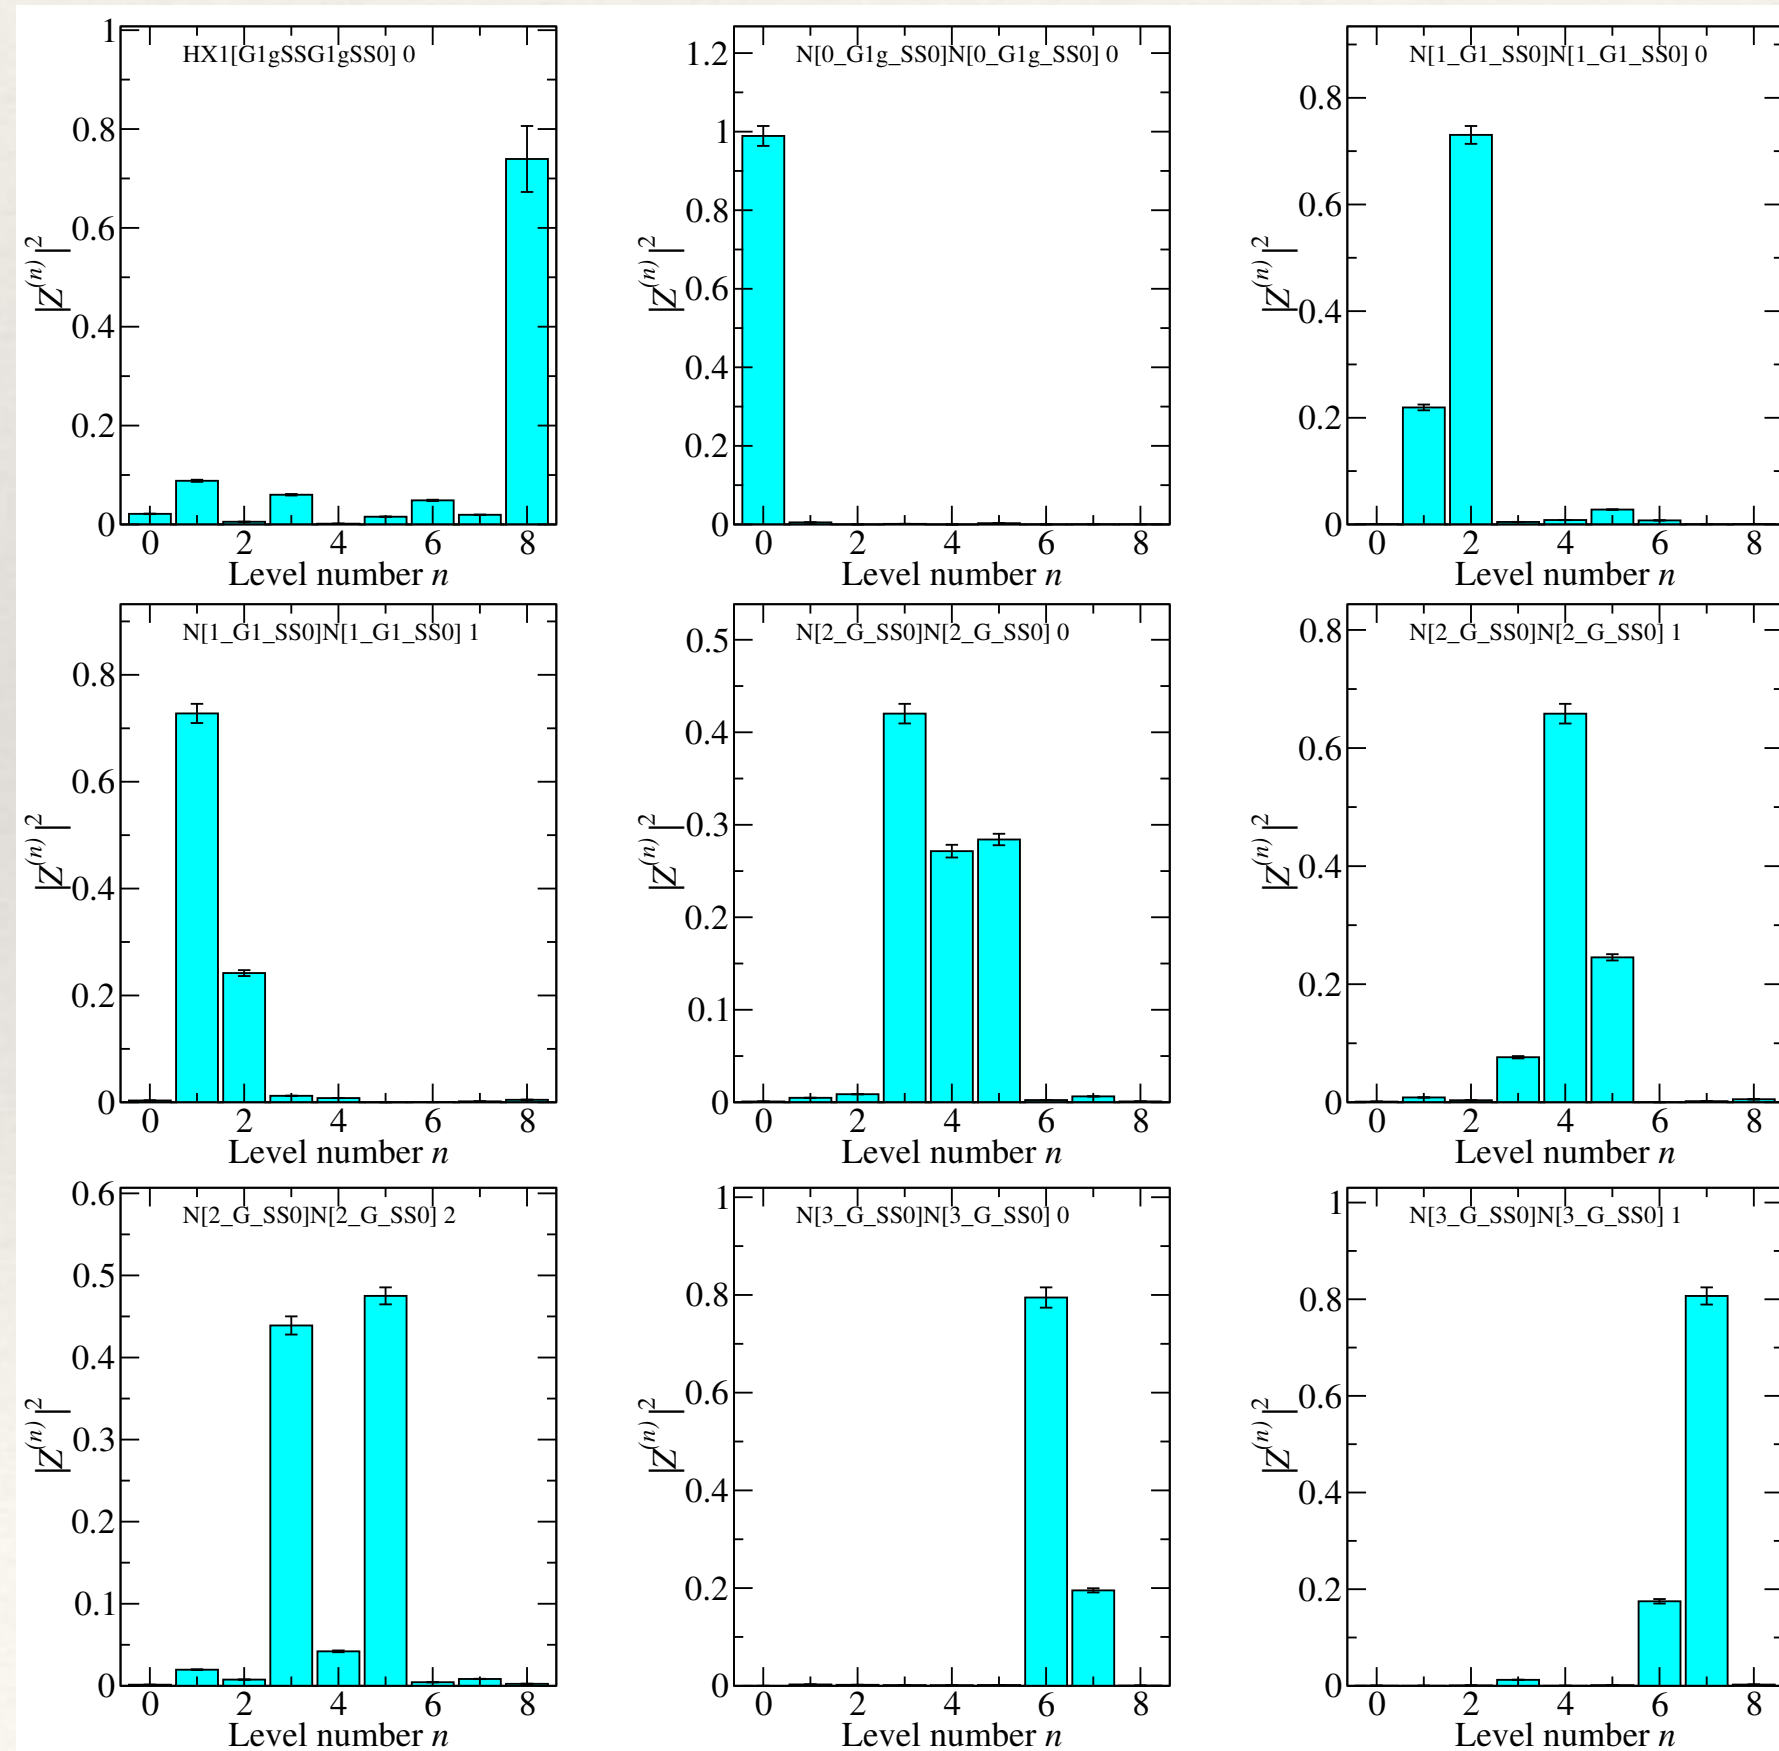 HX1[G1gSSG1gSS0] 0
1
0.8
0.6
0.4
0.2
0
0 2 4 6 8
Level number n
|Z^(n)|^2
N[0_G1g_SS0]N[0_G1g_SS0] 0
1.2
1
0.8
0.6
0.4
0.2
0
0 2 4 6 8
Level number n
|Z^(n)|^2
N[1_G1_SS0]N[1_G1_SS0] 0
0.8
0.6
0.4
0.2
0
0 2 4 6 8
Level number n
|Z^(n)|^2
N[1_G1_SS0]N[1_G1_SS0] 1
0.8
0.6
0.4
0.2
0
0 2 4 6 8
Level number n
|Z^(n)|^2
N[2_G_SS0]N[2_G_SS0] 0
0.5
0.4
0.3
0.2
0.1
0
0 2 4 6 8
Level number n
|Z^(n)|^2
N[2_G_SS0]N[2_G_SS0] 1
0.8
0.6
0.4
0.2
0
0 2 4 6 8
Level number n
|Z^(n)|^2
N[2_G_SS0]N[2_G_SS0] 2
0.6
0.5
0.4
0.3
0.2
0.1
0
0 2 4 6 8
Level number n
|Z^(n)|^2
N[3_G_SS0]N[3_G_SS0] 0
1
0.8
0.6
0.4
0.2
0
0 2 4 6 8
Level number n
|Z^(n)|^2
N[3_G_SS0]N[3_G_SS0] 1
1
0.8
0.6
0.4
0.2
0
0 2 4 6 8
Level number n
|Z^(n)|^2